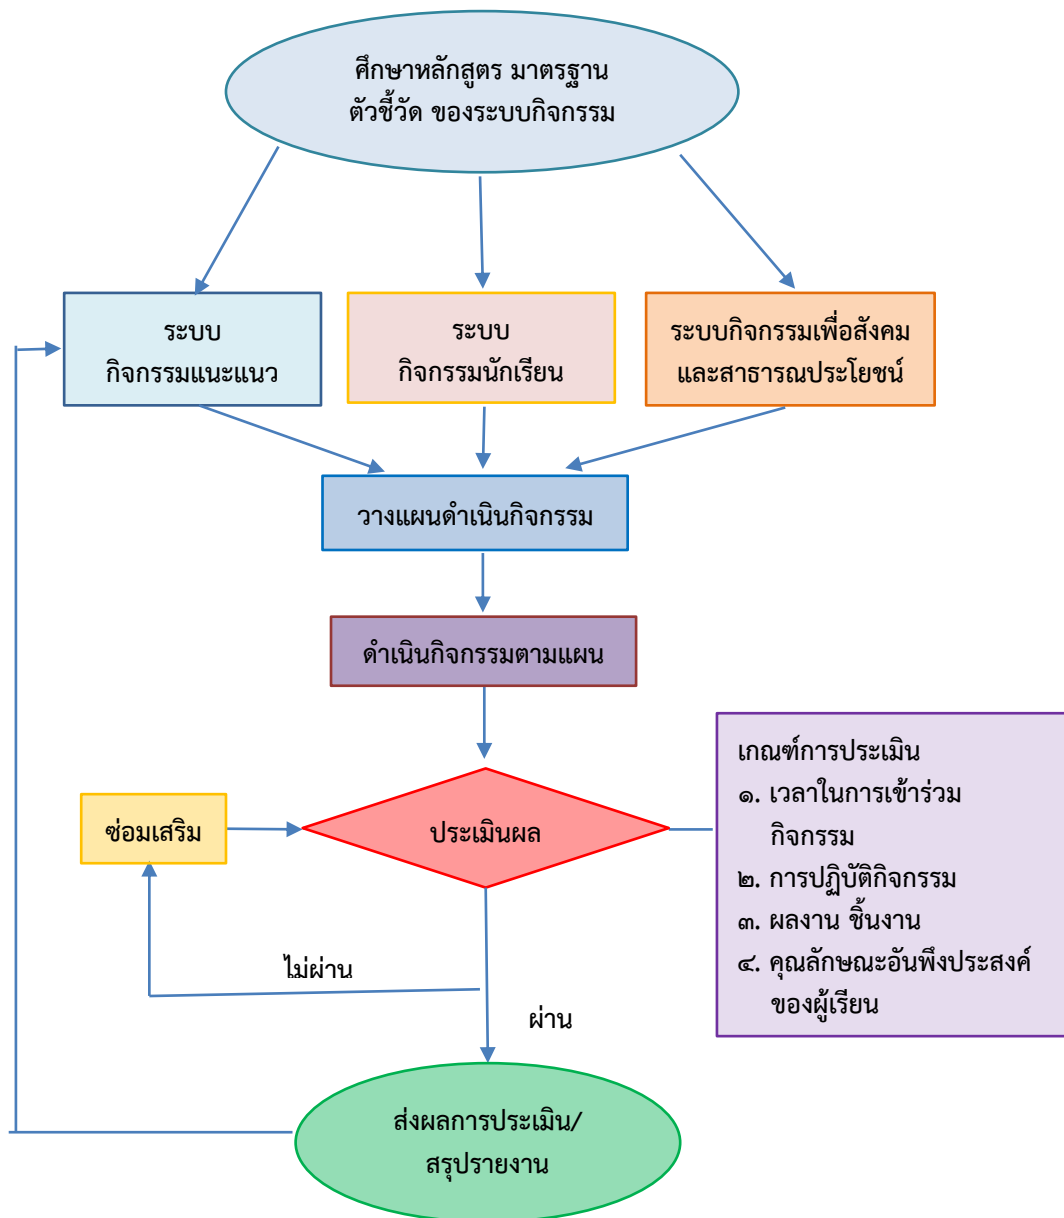 ศึกษาหลักสูตร มาตรฐาน
ตัวชี้วัด ของระบบกิจกรรม
ระบบ
กิจกรรมแนะแนว
ระบบ
กิจกรรมนักเรียน
ระบบกิจกรรมเพื่อสังคม
และสาธารณประโยชน์
วางแผนดำเนินกิจกรรม
ดำเนินกิจกรรมตามแผน
เกณฑ์การประเมิน
๑. เวลาในการเข้าร่วม
กิจกรรม
๒. การปฏิบัติกิจกรรม
๓. ผลงาน ชิ้นงาน
๔. คุณลักษณะอันพึงประสงค์
ของผู้เรียน
ซ่อมเสริม
ประเมินผล
ไม่ผ่าน
ผ่าน
ส่งผลการประเมิน/
สรุปรายงาน